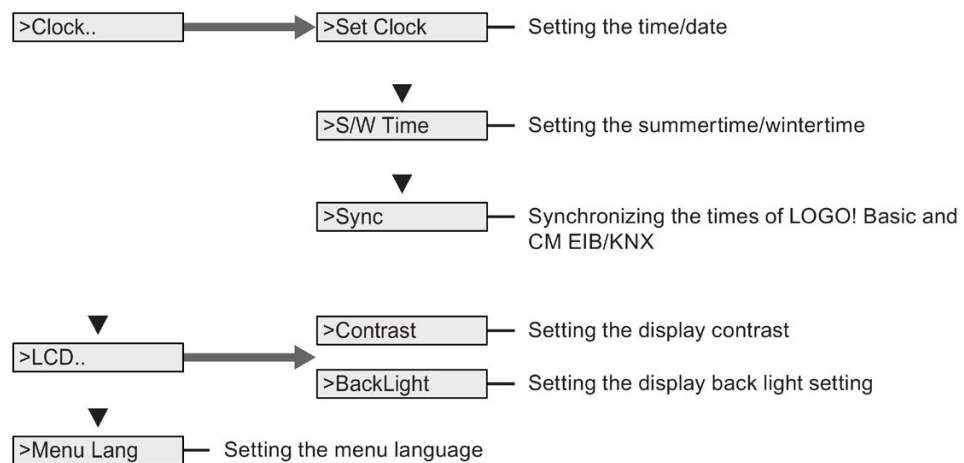 >Clock..
>Set Clock
Setting the time/date
>S/W Time
Setting the summertime/wintertime
>Sync
Synchronizing the times of LOGO! Basic and
CM EIB/KNX
>LCD..
>Contrast
Setting the display contrast
>BackLight
Setting the display back light setting
>Menu Lang
Setting the menu language